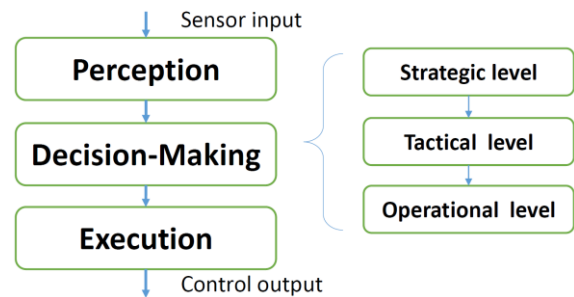 Sensor input
Perception
Decision-Making
Execution
Control output
Strategic level
Tactical level
Operational level